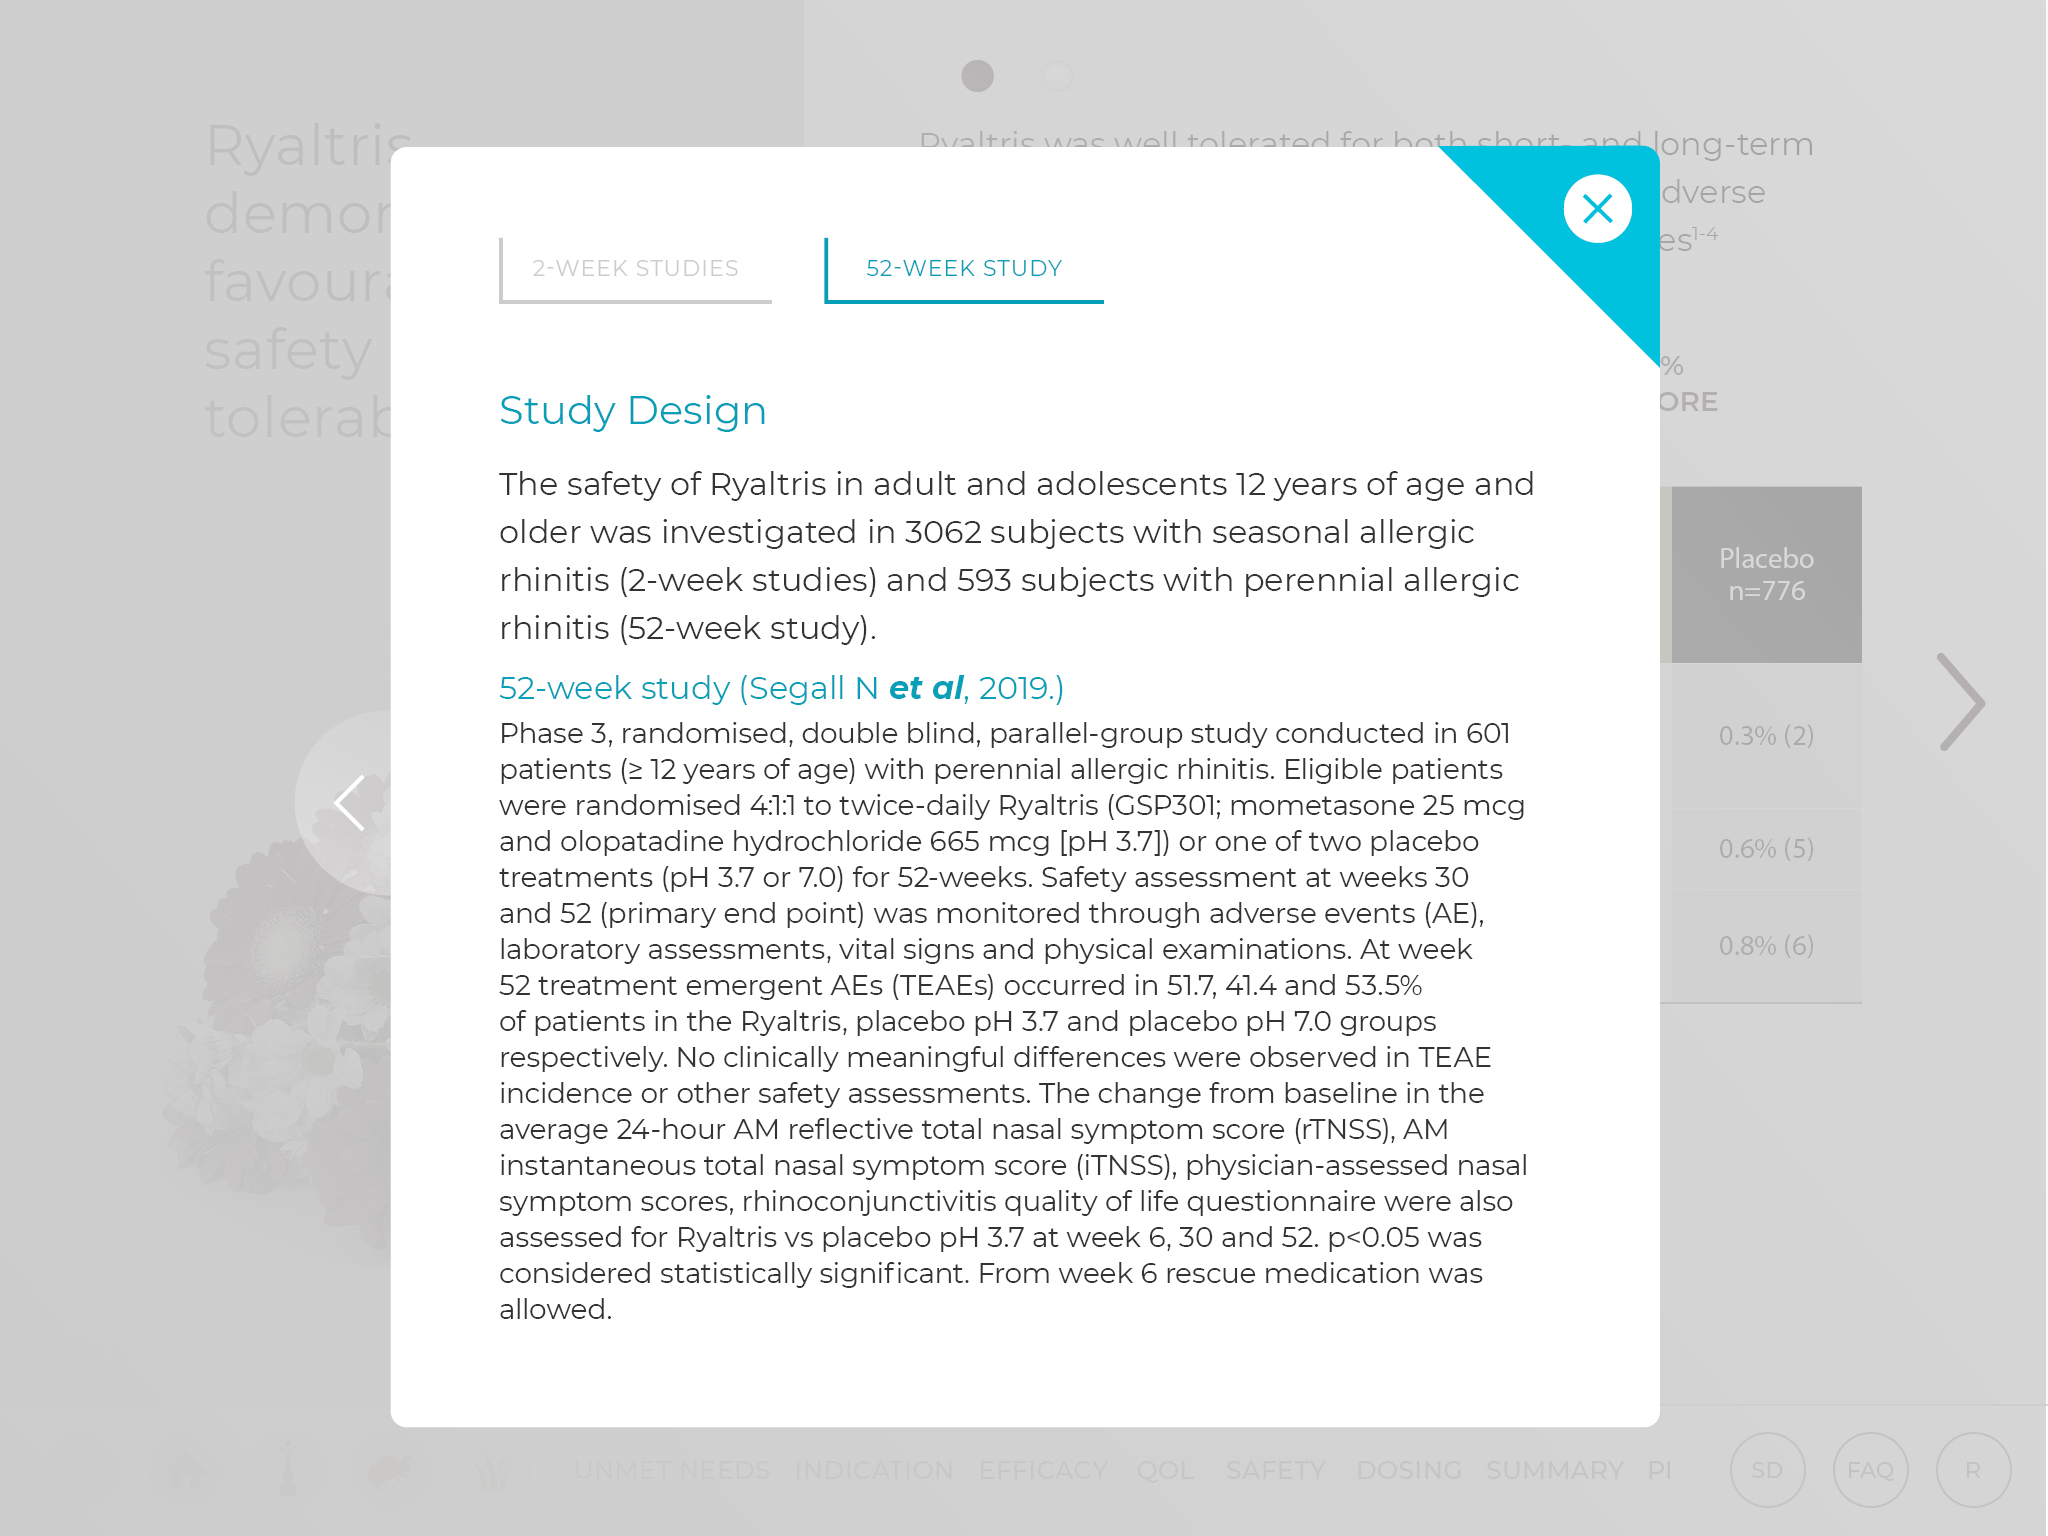 Ryaltris
favoura
safety
Ryaltris was well tolerated for both short- and long-term
dverse
es1-4
%
ORE
Placebo
n=776
0.3% (2)
0.6% (5)
0.8% (6)
2-WEEK STUDIES
52-WEEK STUDY
Study Design
The safety of Ryaltris in adult and adolescents 12 years of age and
older was investigated in 3062 subjects with seasonal allergic
rhinitis (2-week studies) and 593 subjects with perennial allergic
rhinitis (52-week study).
52-week study (Segall N et al, 2019.)
Phase 3, randomised, double blind, parallel-group study conducted in 601
patients (≥ 12 years of age) with perennial allergic rhinitis. Eligible patients
were randomised 4:1:1 to twice-daily Ryaltris (GSP301; mometasone 25 mcg
and olopatadine hydrochloride 665 mcg [pH 3.7]) or one of two placebo
treatments (pH 3.7 or 7.0) for 52-weeks. Safety assessment at weeks 30
and 52 (primary end point) was monitored through adverse events (AE),
laboratory assessments, vital signs and physical examinations. At week
52 treatment emergent AEs (TEAEs) occurred in 51.7, 41.4 and 53.5%
of patients in the Ryaltris, placebo pH 3.7 and placebo pH 7.0 groups
respectively. No clinically meaningful differences were observed in TEAE
incidence or other safety assessments. The change from baseline in the
average 24-hour AM reflective total nasal symptom score (rTNSS), AM
instantaneous total nasal symptom score (iTNSS), physician-assessed nasal
symptom scores, rhinoconjunctivitis quality of life questionnaire were also
assessed for Ryaltris vs placebo pH 3.7 at week 6, 30 and 52. p<0.05 was
considered statistically significant. From week 6 rescue medication was
allowed.
UNMET NEEDS INDICATION EFFICACY QOL SAFETY DOSING SUMMARY PI SD FAQ R